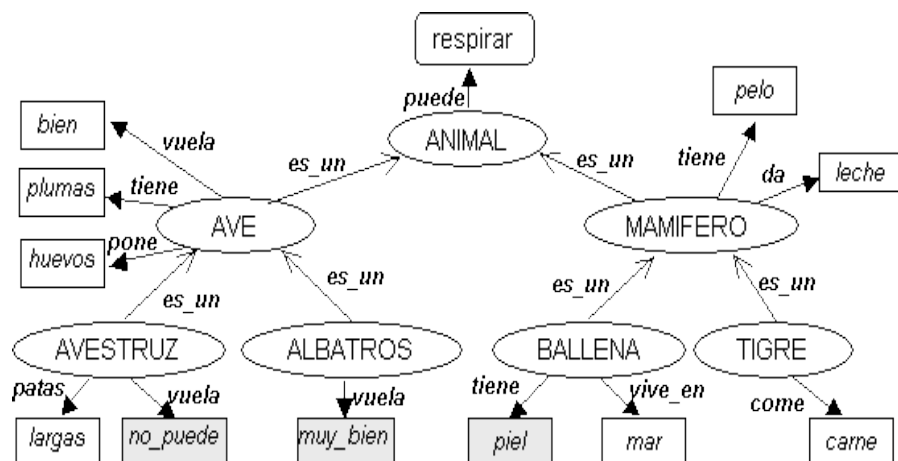 respirar
puede
pelo
bien
ANIMAL
vuela
es_un
es_un
tiene
da
leche
plumas
tiene
AVE
MAMIFERO
huevos
pone
es_un
es_un
es_un
es_un
AVESTRUZ
ALBATROS
BALLENA
TIGRE
patas
vuela
vuela
tiene
vive_en
come
largas
no_puede
muy_bien
piel
mar
carne